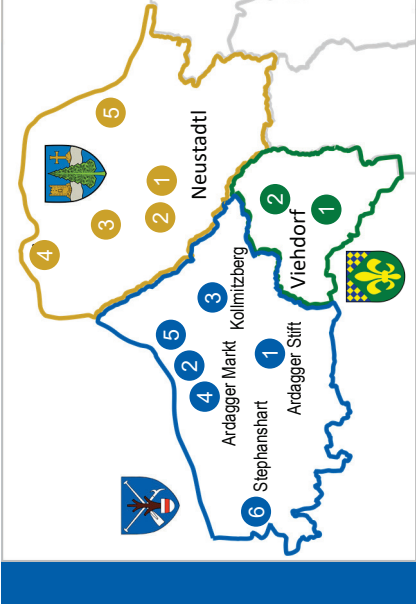 4
3
5
2
1
Neustadtl
5
2
4
3
Kollmitzberg
Ardagger Markt
6
Stephanshart
1
Ardagger Stift
2
Viehdorf
1